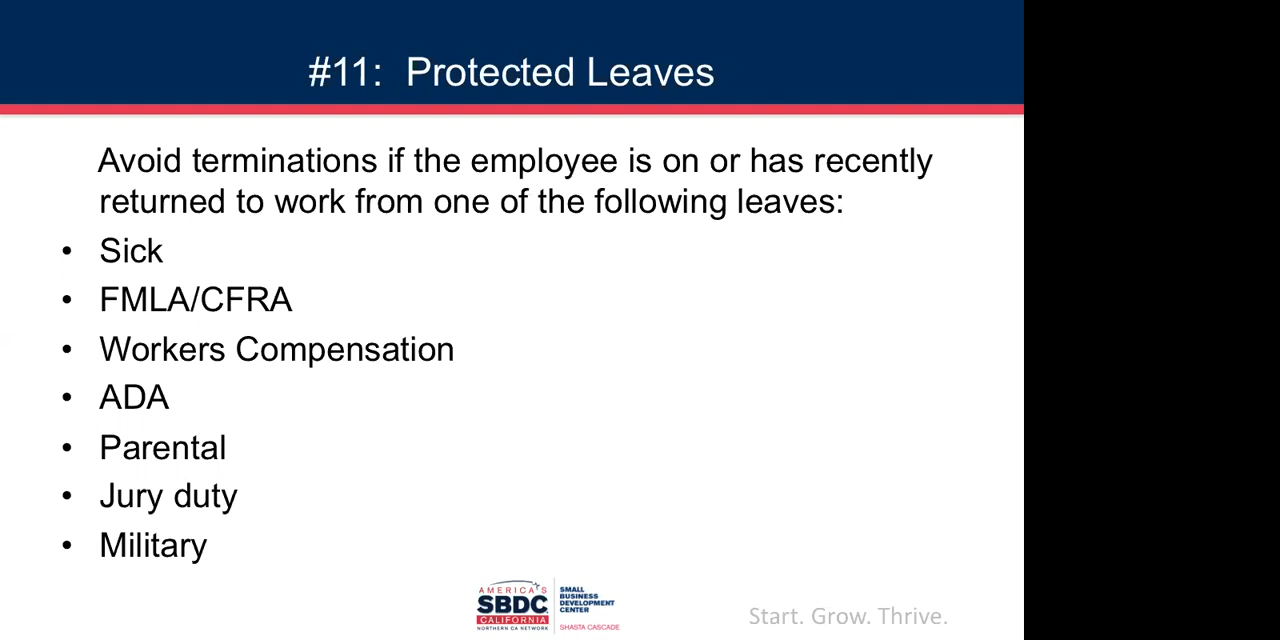 #11: Protected Leaves
Avoid terminations if the employee is on or has recently
returned to work from one of the following leaves:
• Sick
• FMLA/CFRA
• Workers Compensation
• ADA
• Parental
• Jury duty
• Military
AMERICA'S
SBDC
CALIFORNIA
NORTHERN CA NETWORK
SMALL
BUSINESS
DEVELOPMENT
CENTER
SHASTA CASCADE
Start. Grow. Thrive.